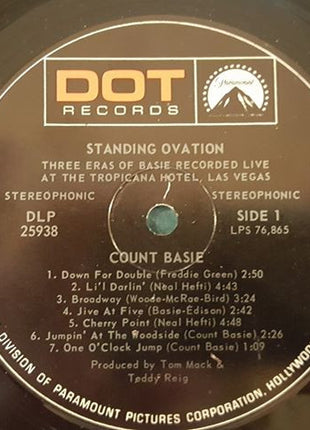 DOT
RECORDS
Paramount
STANDING OVATION
THREE ERAS OF BASIE RECORDED LIVE
AT THE TROPICANA HOTEL, LAS VEGAS
STEREOPHONIC STEREOPHONIC
DLP SIDE 1
25938 LPS 76,865
COUNT BASIE
1. Down For Double (Freddie Green) 2:50
2. Li'l Darlin' (Neal Hefti) 4:43
3. Broadway (Woode-McRae-Bird) 3:24
4. Jive At Five (Basie-Edison) 2:42
5. Cherry Point (Neal Hefti) 4:48
6. Jumpin' At The Woodside (Count Basie) 2:26
7. One O'Clock Jump (Count Basie) 1:09
Produced by Tom Mack &
Teddy Reig
DIVISION OF PARAMOUNT PICTURES CORPORATION, HOLLYWOO